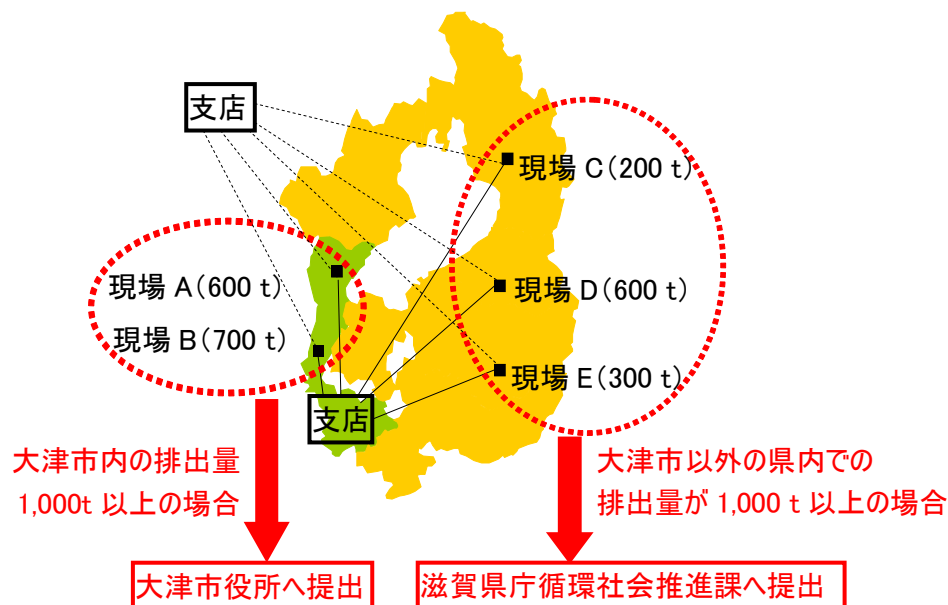 支店
現場 C(200 t)
現場 A(600 t)
現場 D(600 t)
現場 B(700 t)
現場 E(300 t)
支店
大津市内の排出量
1,000t 以上の場合
大津市以外の県内での
排出量が 1,000 t 以上の場合
大津市役所へ提出
滋賀県庁循環社会推進課へ提出